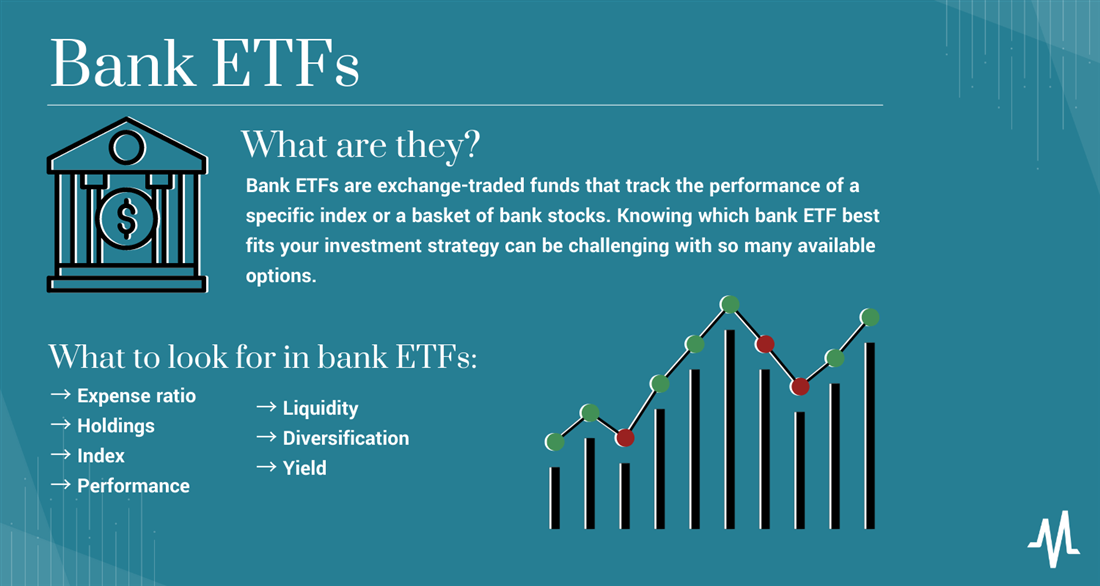 Bank ETFs
What are they?
Bank ETFs are exchange-traded funds that track the performance of a
specific index or a basket of bank stocks. Knowing which bank ETF best
fits your investment strategy can be challenging with so many available
options.
What to look for in bank ETFs:
→ Expense ratio
→ Holdings
→ Index
→ Performance
→ Liquidity
→ Diversification
→ Yield
$